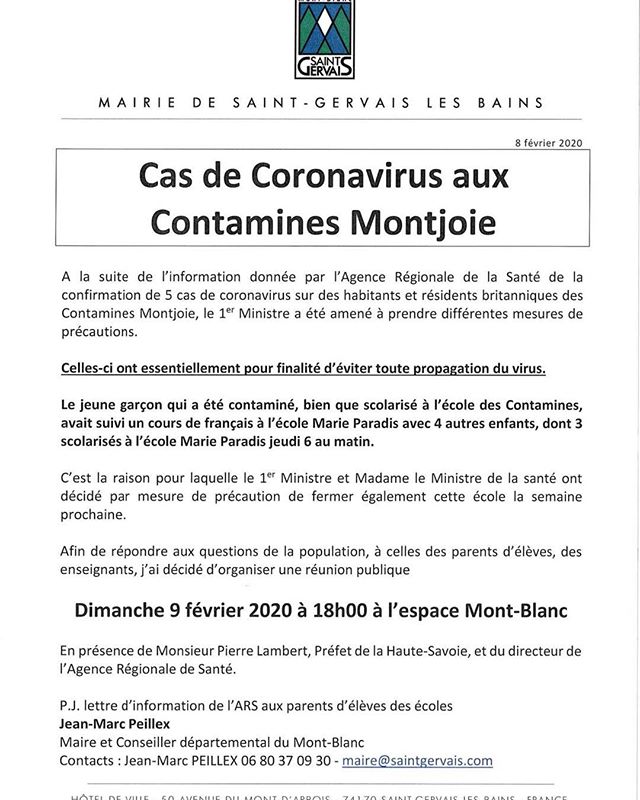 MONT-BLANC
SAINT
GERVAIS
MAIRIE DE SAINT-GERVAIS LES BAINS
8 février 2020
Cas de Coronavirus aux
Contamines Montjoie
A la suite de l’information donnée par l’Agence Régionale de la Santé de la
confirmation de 5 cas de coronavirus sur des habitants et résidents britanniques des
Contamines Montjoie, le 1er Ministre a été amené à prendre différentes mesures de
précautions.
Celles-ci ont essentiellement pour finalité d’éviter toute propagation du virus.
Le jeune garçon qui a été contaminé, bien que scolarisé à l’école des Contamines,
avait suivi un cours de français à l’école Marie Paradis avec 4 autres enfants, dont 3
scolarisés à l’école Marie Paradis jeudi 6 au matin.
C’est la raison pour laquelle le 1er Ministre et Madame le Ministre de la santé ont
décidé par mesure de précaution de fermer également cette école la semaine
prochaine.
Afin de répondre aux questions de la population, à celles des parents d’élèves, des
enseignants, j’ai décidé d’organiser une réunion publique
Dimanche 9 février 2020 à 18h00 à l’espace Mont-Blanc
En présence de Monsieur Pierre Lambert, Préfet de la Haute-Savoie, et du directeur de
l’Agence Régionale de Santé.
P.J. lettre d’information de l’ARS aux parents d’élèves des écoles
Jean-Marc Peillex
Maire et Conseiller départemental du Mont-Blanc
Contacts : Jean-Marc PEILLEX 06 80 37 09 30 - maire@saintgervais.com
HÔTEL DE VILLE - 50 AVENUE DU MONT D'ARBOIS - 74170 SAINT-GERVAIS-LES-BAINS - FRANCE